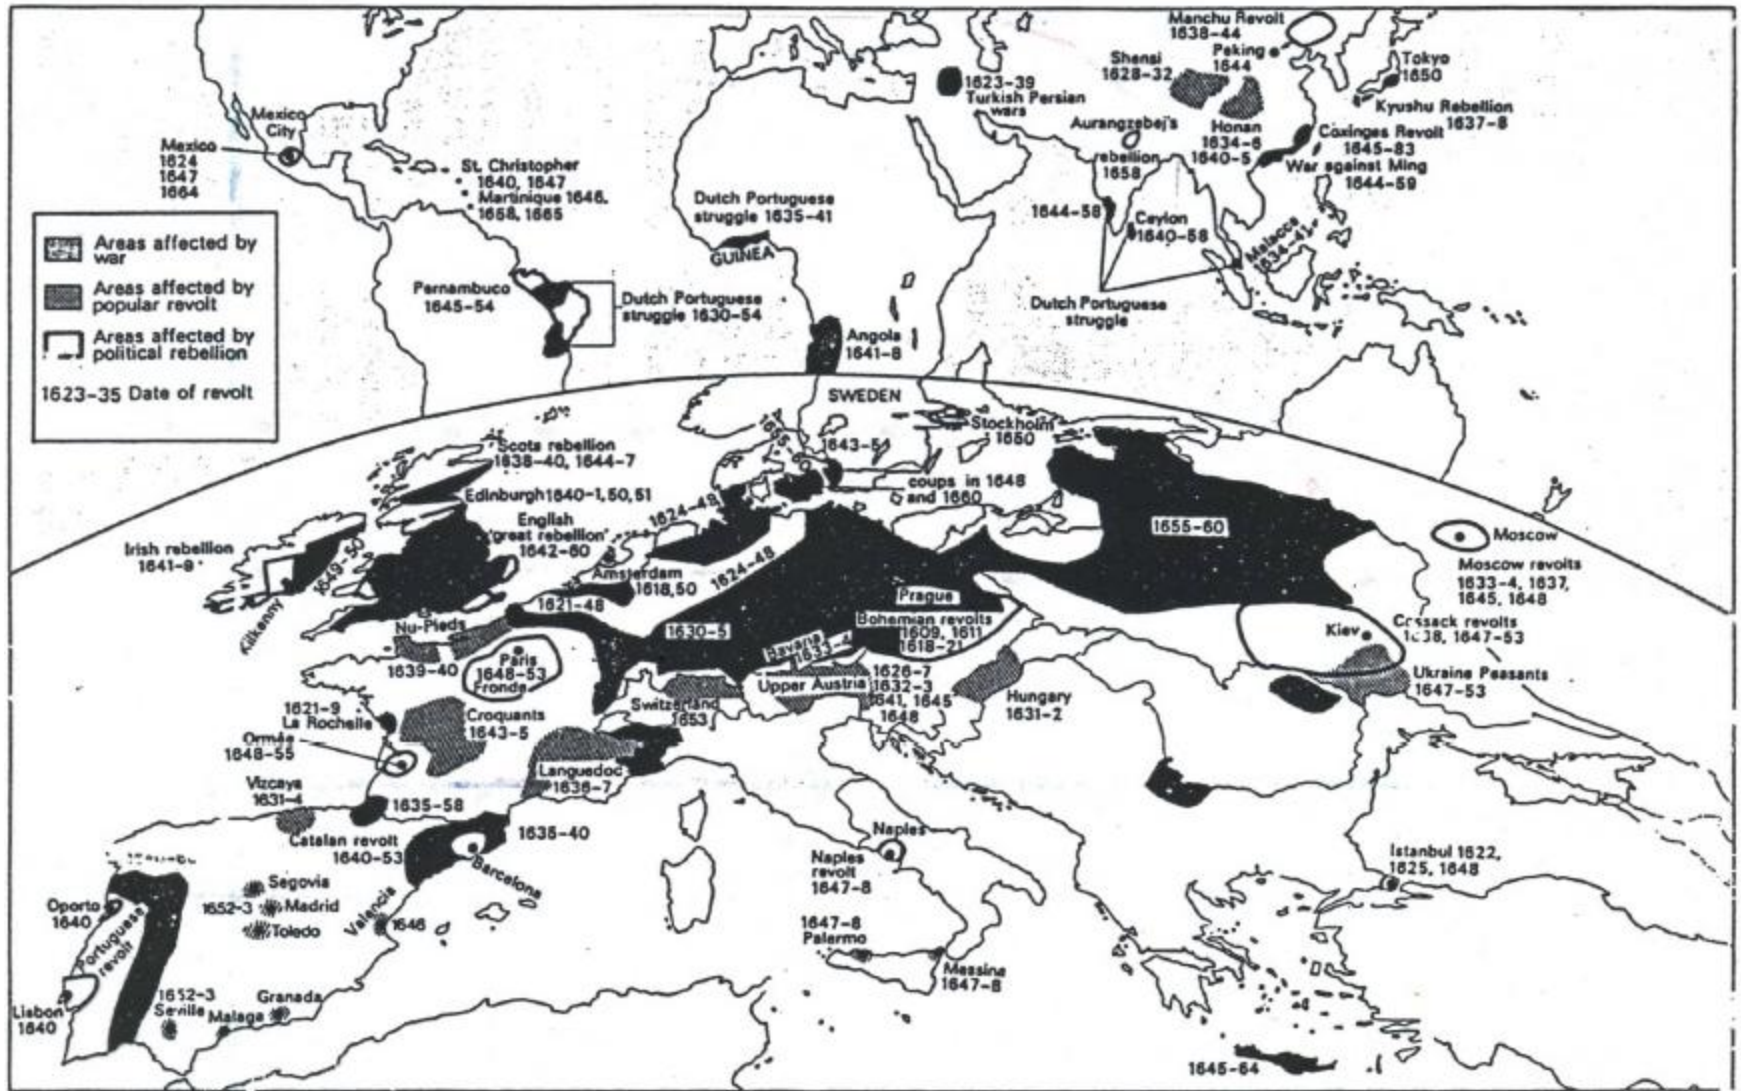 Manchu Revolt
1638-44
Peking
1644
Shensi
1628-32
Tokyo
1650
Kyushu Rebellion
1637-8
1623-39
Turkish Persian
wars
Aurangzebej's
rebellion
1658
Honan
1634-6
1640-5
Coxinges Revolt
1645-83
War against Ming
1644-59
Mexico
City
Mexico
1624
1647
1664
St. Christopher
1640, 1647
Martinique 1646,
1658, 1665
Dutch Portuguese
struggle 1635-41
GUINEA
1644-58
Ceylon
1640-58
Malacca
1634-41
Dutch Portuguese
struggle
Areas affected by
war
Areas affected by
popular revolt
Areas affected by
political rebellion
1623-35 Date of revolt
Pernambuco
1645-54
Dutch Portuguese
struggle 1630-54
Angola
1641-8
SWEDEN
Stockholm
1650
1643-5
coups in 1648
and 1660
Scots rebellion
1638-40, 1644-7
Edinburgh 1640-1, 50, 51
English
'great rebellion'
1642-60
Irish rebellion
1641-9
1649-50
Kilkenny
1624-48
1624-48
Amsterdam
1618, 50
1621-48
1655-60
Moscow
Moscow revolts
1633-4, 1637,
1645, 1648
Prague
Bohemian revolts
1609, 1611
1618-21
1630-5
Bavaria
1633-4
Nu-Pieds
1639-40
Paris
1648-53
Fronde
Kiev
Cossack revolts
1638, 1647-53
Ukraine Peasants
1647-53
Upper Austria
1626-7
1632-3
1641, 1645
1648
Switzerland
1653
Hungary
1631-2
1621-9
La Rochelle
Croquants
1643-5
Ormée
1648-55
Languedoc
1636-7
Vizcaya
1631-4
1635-58
Catalan revolt
1640-53
1635-40
Barcelona
Naples
Naples
revolt
1647-8
Istanbul 1622,
1625, 1648
Segovia
1652-3
Madrid
Toledo
Valencia
1646
Oporto
1640
Portuguese
revolt
1647-8
Palermo
Messina
1647-8
Lisbon
1640
1652-3
Seville
Malaga
Granada
1645-64